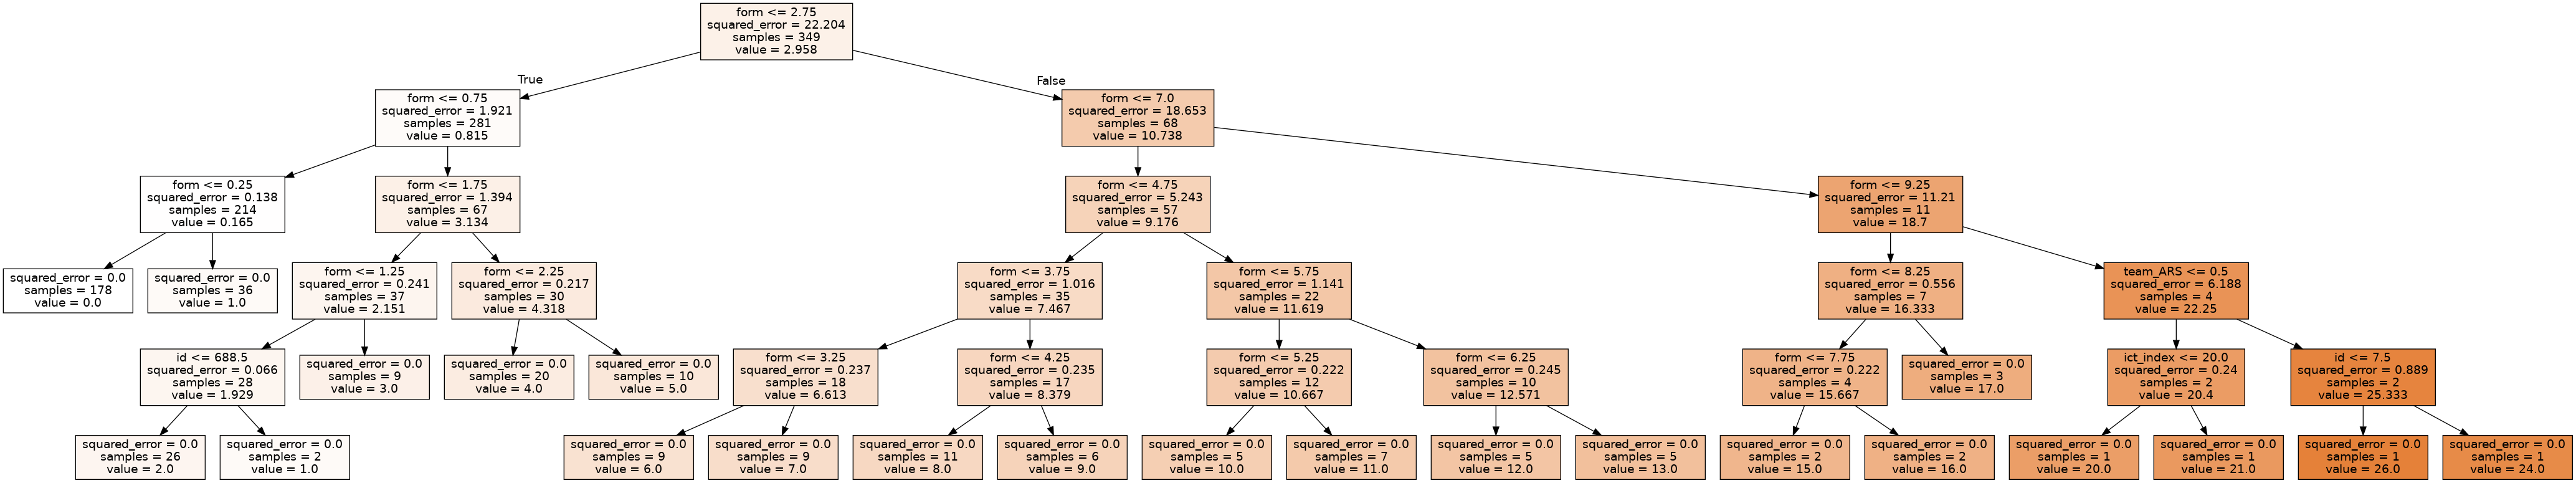 form <= 2.75
squared_error = 22.204
samples = 349
value = 2.958
True
False
form <= 0.75
squared_error = 1.921
samples = 281
value = 0.815
form <= 7.0
squared_error = 18.653
samples = 68
value = 10.738
form <= 0.25
squared_error = 0.138
samples = 214
value = 0.165
form <= 1.75
squared_error = 1.394
samples = 67
value = 3.134
form <= 4.75
squared_error = 5.243
samples = 57
value = 9.176
form <= 9.25
squared_error = 11.21
samples = 11
value = 18.7
squared_error = 0.0
samples = 178
value = 0.0
squared_error = 0.0
samples = 36
value = 1.0
form <= 1.25
squared_error = 0.241
samples = 37
value = 2.151
form <= 2.25
squared_error = 0.217
samples = 30
value = 4.318
form <= 3.75
squared_error = 1.016
samples = 35
value = 7.467
form <= 5.75
squared_error = 1.141
samples = 22
value = 11.619
form <= 8.25
squared_error = 0.556
samples = 7
value = 16.333
team_ARS <= 0.5
squared_error = 6.188
samples = 4
value = 22.25
id <= 688.5
squared_error = 0.066
samples = 28
value = 1.929
squared_error = 0.0
samples = 9
value = 3.0
squared_error = 0.0
samples = 20
value = 4.0
squared_error = 0.0
samples = 10
value = 5.0
form <= 3.25
squared_error = 0.237
samples = 18
value = 6.613
form <= 4.25
squared_error = 0.235
samples = 17
value = 8.379
form <= 5.25
squared_error = 0.222
samples = 12
value = 10.667
form <= 6.25
squared_error = 0.245
samples = 10
value = 12.571
form <= 7.75
squared_error = 0.222
samples = 4
value = 15.667
squared_error = 0.0
samples = 3
value = 17.0
ict_index <= 20.0
squared_error = 0.24
samples = 2
value = 20.4
id <= 7.5
squared_error = 0.889
samples = 2
value = 25.333
squared_error = 0.0
samples = 26
value = 2.0
squared_error = 0.0
samples = 2
value = 1.0
squared_error = 0.0
samples = 9
value = 6.0
squared_error = 0.0
samples = 9
value = 7.0
squared_error = 0.0
samples = 11
value = 8.0
squared_error = 0.0
samples = 6
value = 9.0
squared_error = 0.0
samples = 5
value = 10.0
squared_error = 0.0
samples = 7
value = 11.0
squared_error = 0.0
samples = 5
value = 12.0
squared_error = 0.0
samples = 5
value = 13.0
squared_error = 0.0
samples = 2
value = 15.0
squared_error = 0.0
samples = 2
value = 16.0
squared_error = 0.0
samples = 1
value = 20.0
squared_error = 0.0
samples = 1
value = 21.0
squared_error = 0.0
samples = 1
value = 26.0
squared_error = 0.0
samples = 1
value = 24.0